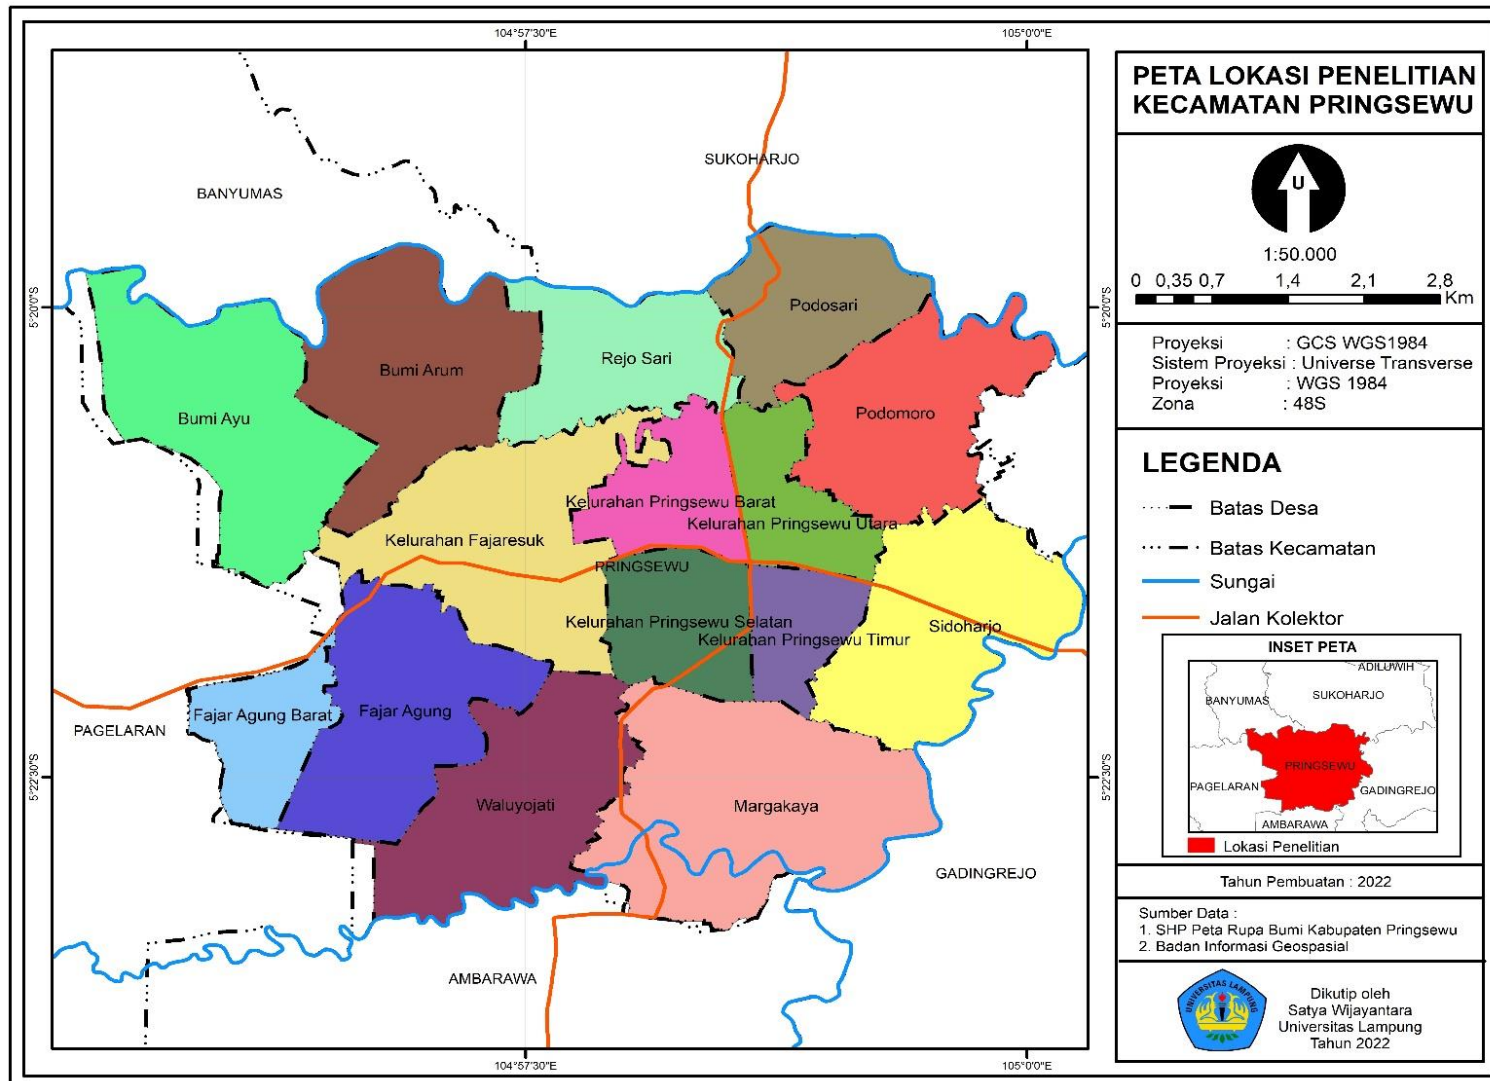 PETA LOKASI PENELITIAN
KECAMATAN PRINGSEWU
U
1:50.000
0 0,35 0,7 1,4 2,1 2,8
Km
Proyeksi : GCS WGS1984
Sistem Proyeksi : Universe Transverse
Proyeksi : WGS 1984
Zona : 48S
LEGENDA
Batas Desa
Batas Kecamatan
Sungai
Jalan Kolektor
INSET PETA
ADILUWIH
BANYUMAS
SUKOHARJO
PRINGSEWU
PAGELARAN
GADINGREJO
AMBARAWA
Lokasi Penelitian
Tahun Pembuatan : 2022
Sumber Data :
1. SHP Peta Rupa Bumi Kabupaten Pringsewu
2. Badan Informasi Geospasial
UNIVERSITAS LAMPUNG
Dikutip oleh
Satya Wijayantara
Universitas Lampung
Tahun 2022
104°57'30"E
105°0'0"E
5°20'0"S
5°20'0"S
5°22'30"S
5°22'30"S
104°57'30"E
105°0'0"E
SUKOHARJO
BANYUMAS
Podosari
Rejo Sari
Bumi Arum
Podomoro
Bumi Ayu
Kelurahan Pringsewu Barat
Kelurahan Pringsewu Utara
Kelurahan Fajaresuk
PRINGSEWU
Kelurahan Pringsewu Selatan
Sidoharjo
Kelurahan Pringsewu Timur
Fajar Agung Barat
Fajar Agung
PAGELARAN
Waluyojati
Margakaya
GADINGREJO
AMBARAWA